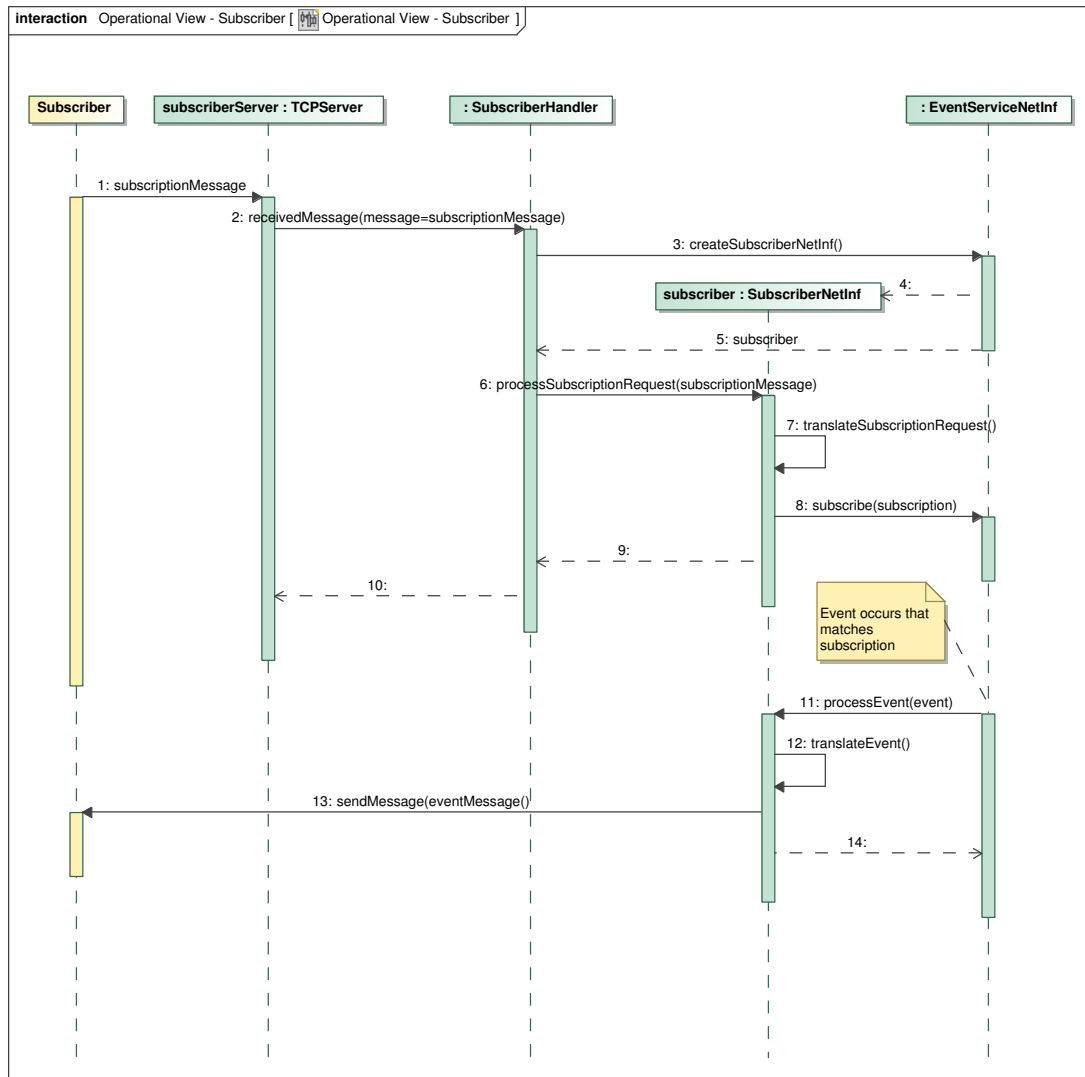 interaction Operational View - Subscriber [ Operational View - Subscriber ]
Subscriber
subscriberServer : TCPServer
: SubscriberHandler
: EventServiceNetInf
1: subscriptionMessage
2: receivedMessage(message=subscriptionMessage)
3: createSubscriberNetInf()
subscriber : SubscriberNetInf
4:
5: subscriber
6: processSubscriptionRequest(subscriptionMessage)
7: translateSubscriptionRequest()
8: subscribe(subscription)
9:
10:
Event occurs that
matches
subscription
11: processEvent(event)
12: translateEvent()
13: sendMessage(eventMessage()
14: